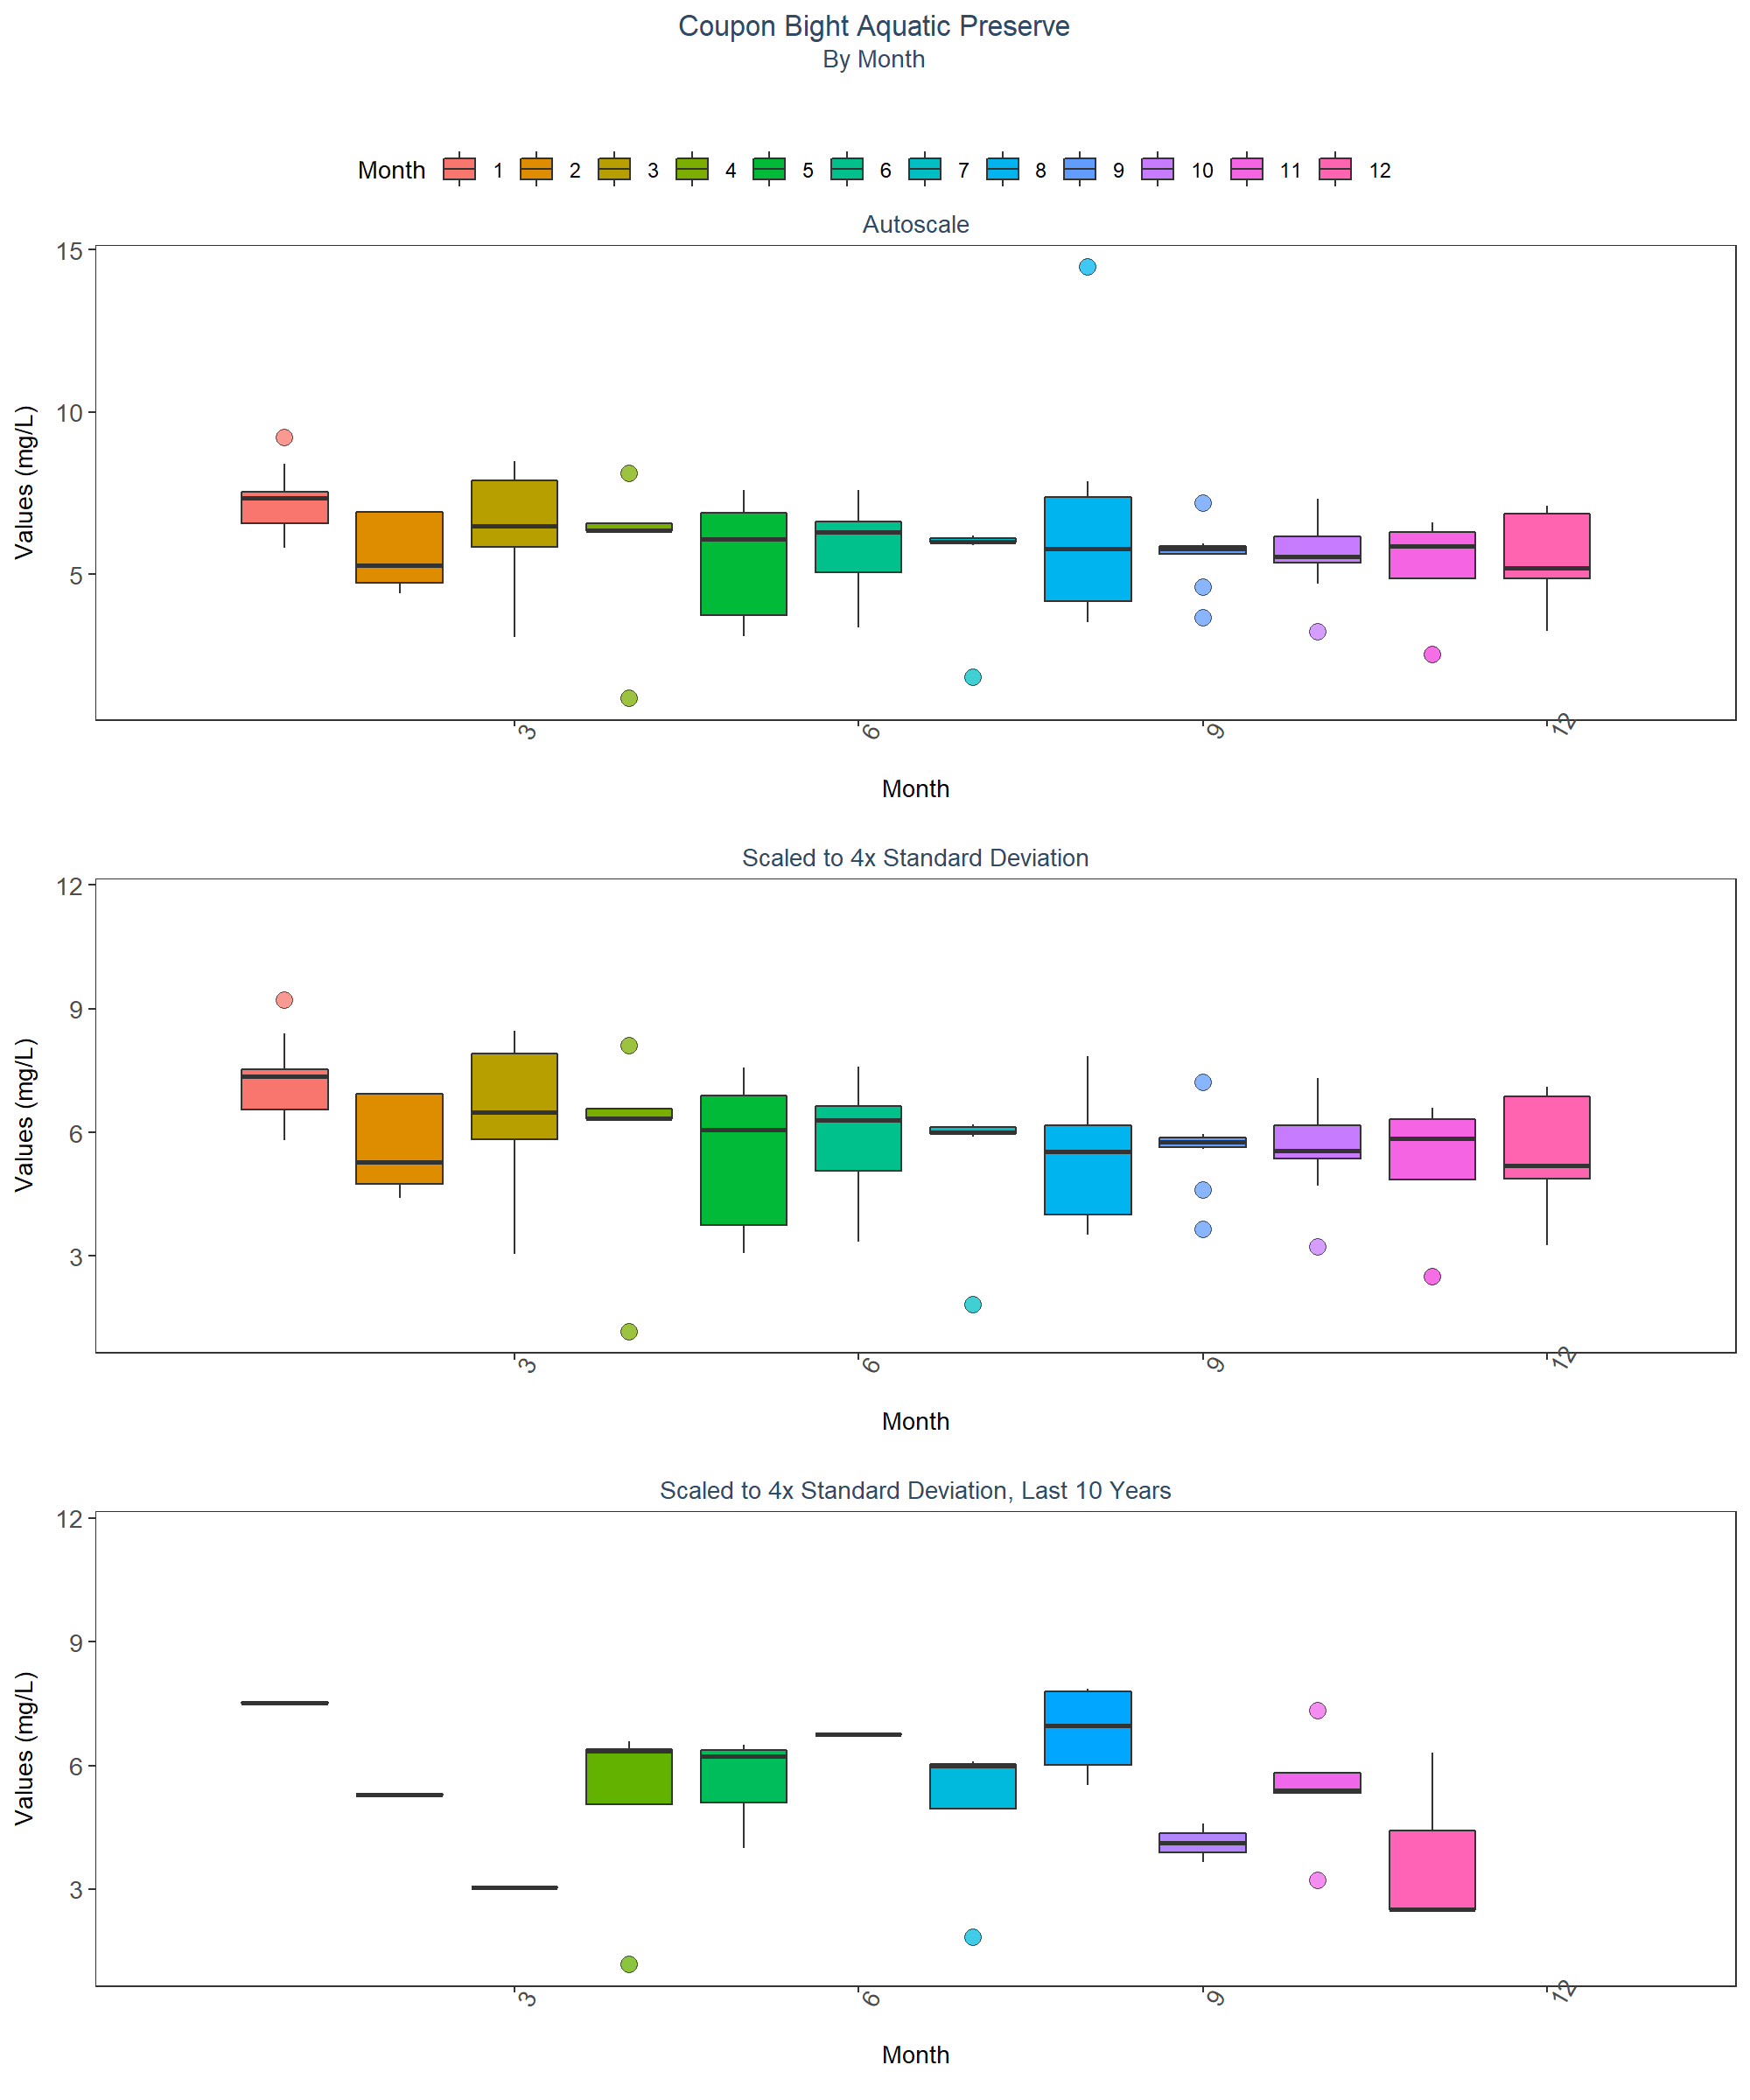 Coupon Bight Aquatic Preserve
By Month
Month 1 2 3 4 5 6 7 8 9 10 11 12
Autoscale
15
10
5
Values (mg/L)
3 6 9 12
Month
Scaled to 4x Standard Deviation
12
9
6
3
Values (mg/L)
3 6 9 12
Month
Scaled to 4x Standard Deviation, Last 10 Years
12
9
6
3
Values (mg/L)
3 6 9 12
Month